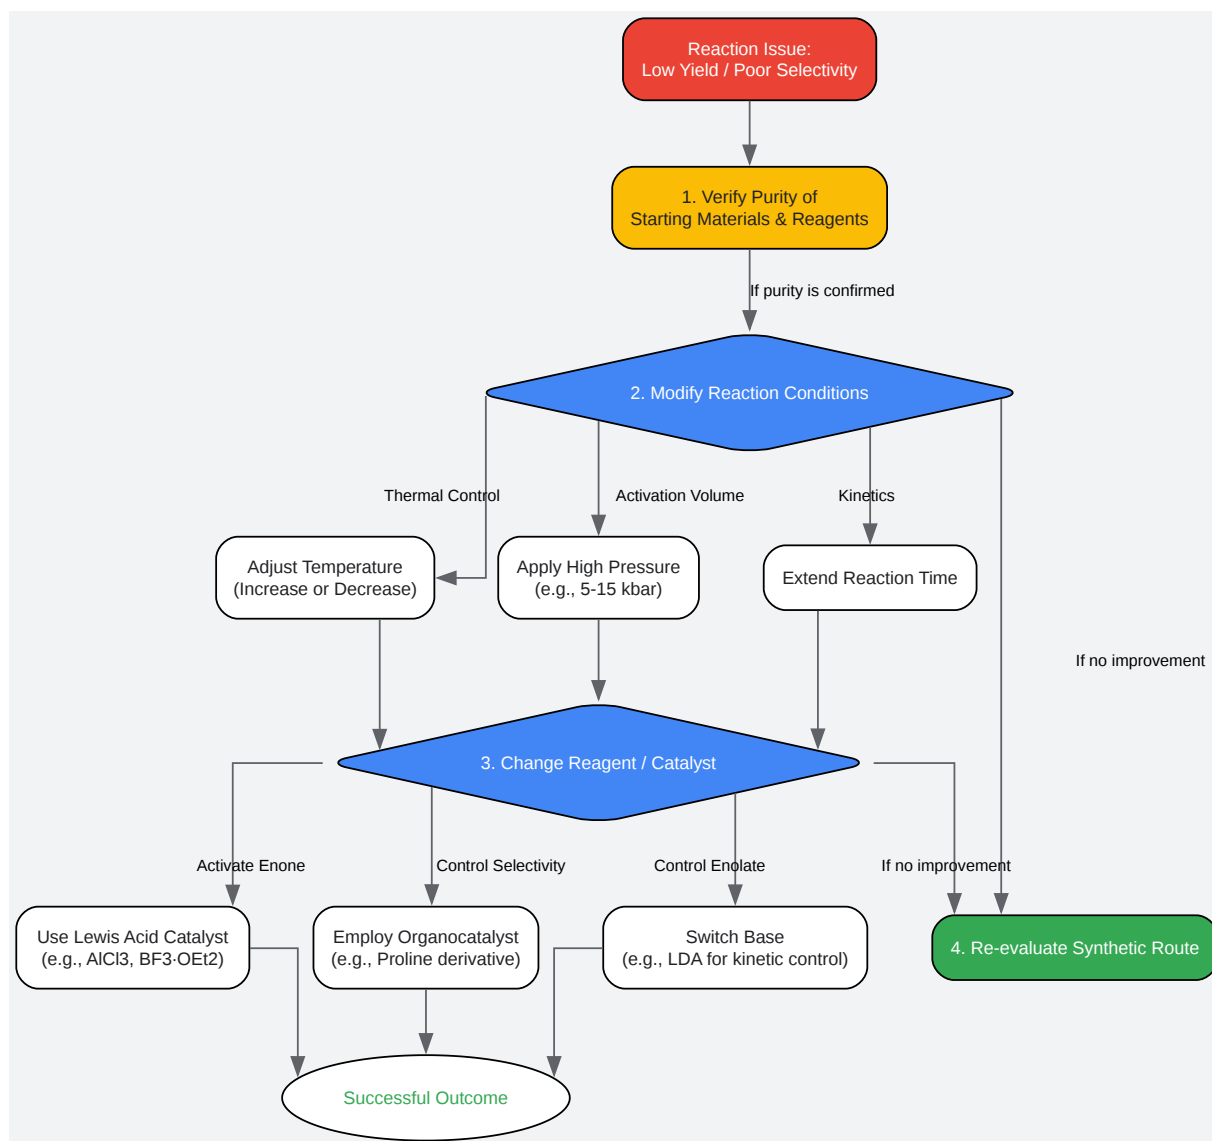 Reaction Issue:
Low Yield / Poor Selectivity
1. Verify Purity of
Starting Materials & Reagents
If purity is confirmed
2. Modify Reaction Conditions
Thermal Control
Activation Volume
Kinetics
Adjust Temperature
(Increase or Decrease)
Apply High Pressure
(e.g., 5-15 kbar)
Extend Reaction Time
If no improvement
3. Change Reagent / Catalyst
Activate Enone
Control Selectivity
Control Enolate
If no improvement
Use Lewis Acid Catalyst
(e.g., AlCl3, BF3·OEt2)
Employ Organocatalyst
(e.g., Proline derivative)
Switch Base
(e.g., LDA for kinetic control)
4. Re-evaluate Synthetic Route
Successful Outcome